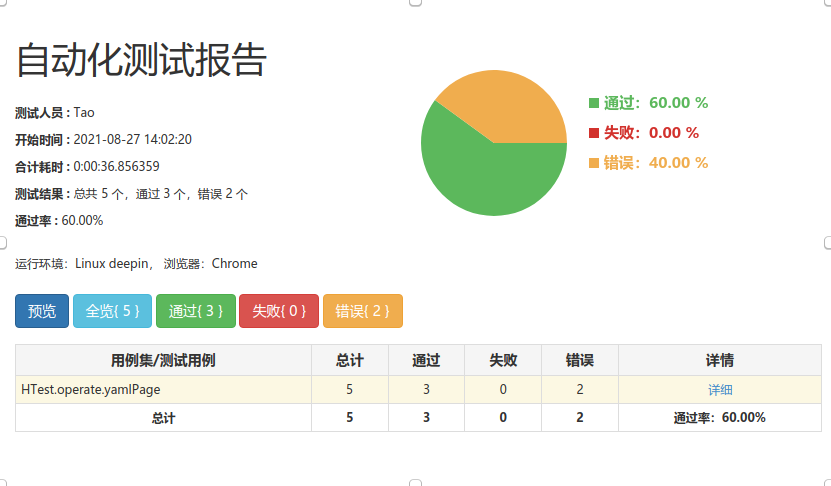 自动化测试报告
测试人员 : Tao
开始时间 : 2021-08-27 14:02:20
合计耗时 : 0:00:36.856359
测试结果 : 总共 5 个，通过 3 个，错误 2 个
通过率 : 60.00%
通过：60.00 %
失败：0.00 %
错误：40.00 %
运行环境：Linux deepin， 浏览器：Chrome
预览 全览{ 5 } 通过{ 3 } 失败{ 0 } 错误{ 2 }
用例集/测试用例 总计 通过 失败 错误 详情
HTest.operate.yamlPage 5 3 0 2 详细
总计 5 3 0 2 通过率：60.00%